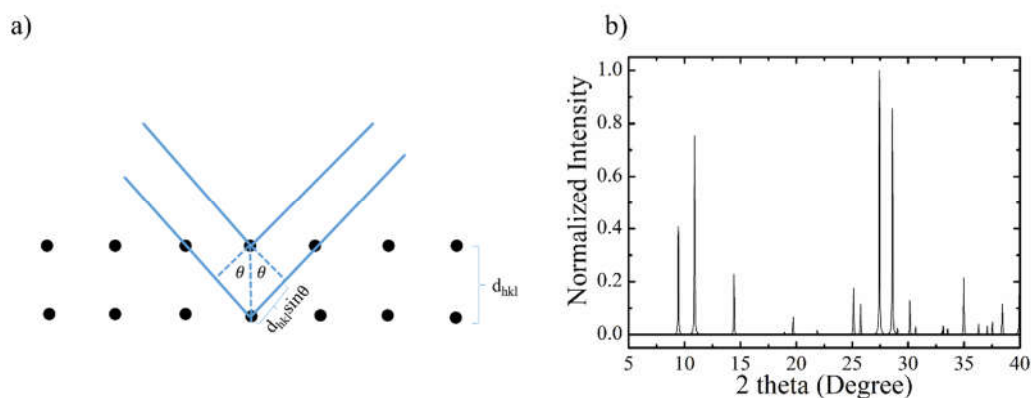 a)
θ
θ
d_hkl sinθ
d_hkl
b)
Normalized Intensity
1.0
0.8
0.6
0.4
0.2
0.0
5 10 15 20 25 30 35 40
2 theta (Degree)